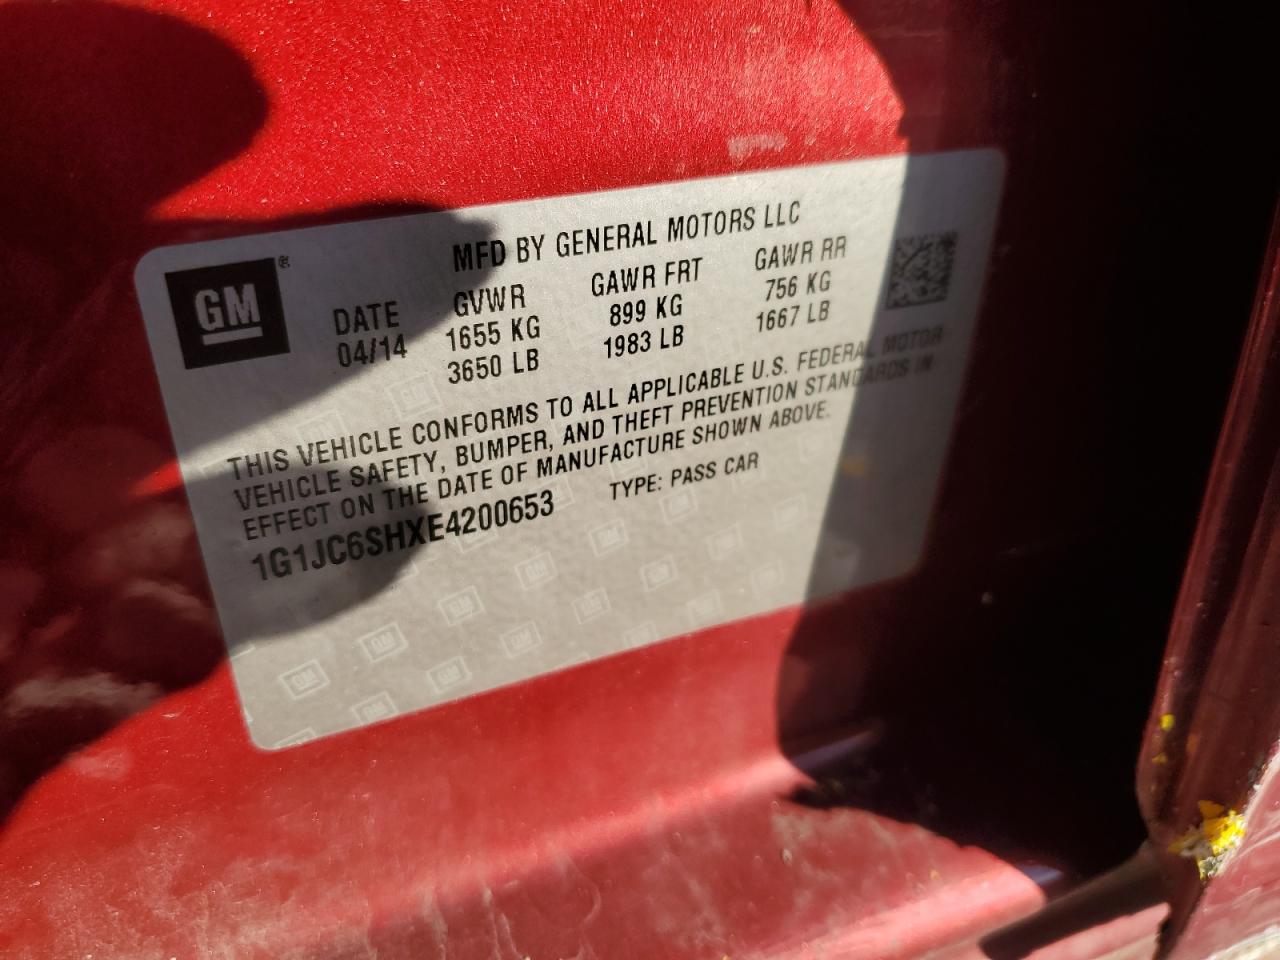 MFD BY GENERAL MOTORS LLC
GM®
DATE GVWR GAWR FRT GAWR RR
04/14 1655 KG 899 KG 756 KG
3650 LB 1983 LB 1667 LB
THIS VEHICLE CONFORMS TO ALL APPLICABLE U.S. FEDERAL MOTOR
VEHICLE SAFETY, BUMPER, AND THEFT PREVENTION STANDARDS IN
EFFECT ON THE DATE OF MANUFACTURE SHOWN ABOVE.
1G1JC6SHXE4200653 TYPE: PASS CAR